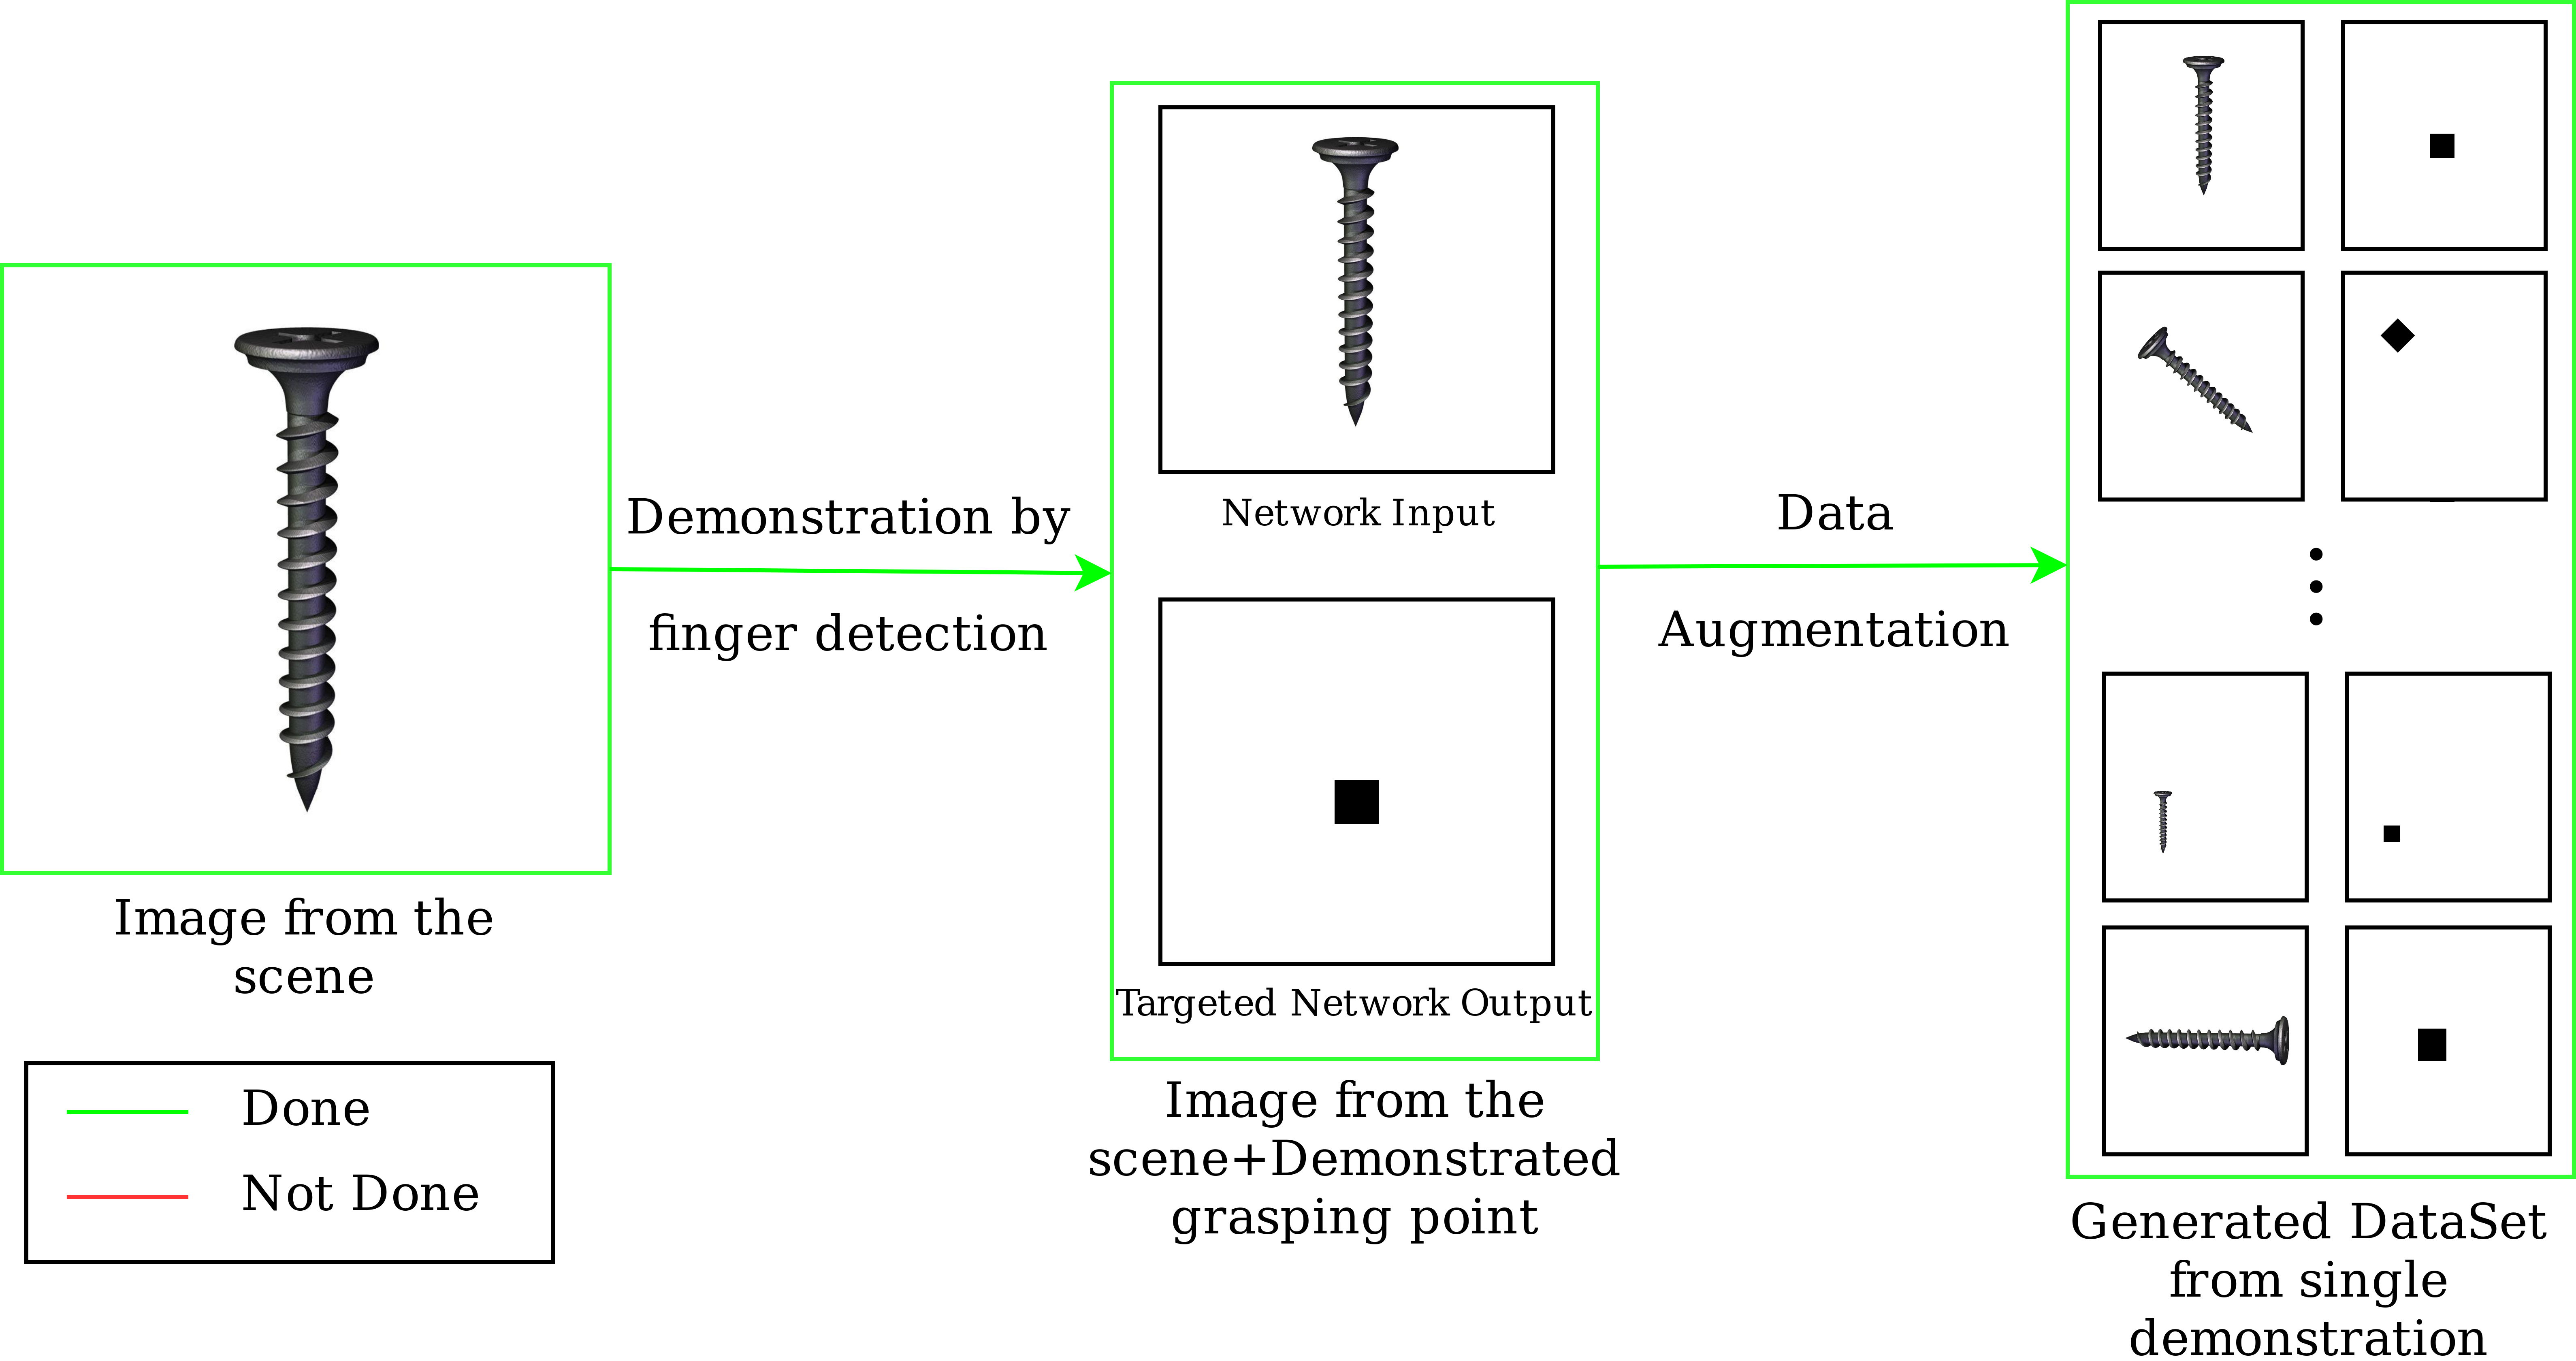 Demonstration by
finger detection
Image from the
scene
Done
Not Done
Network Input
Targeted Network Output
Image from the
scene+Demonstrated
grasping point
Data
Augmentation
Generated DataSet
from single
demonstration